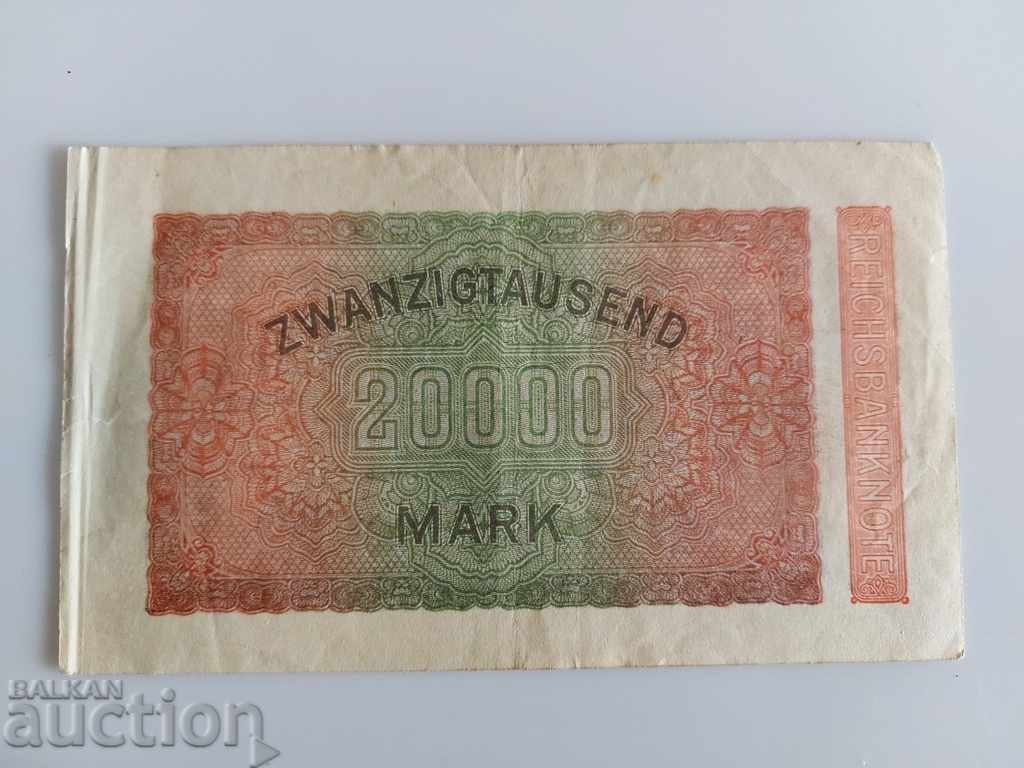 ZWANZIGTAUSEND
20000
MARK
REICHSBANKNOTE
BALKAN
auction